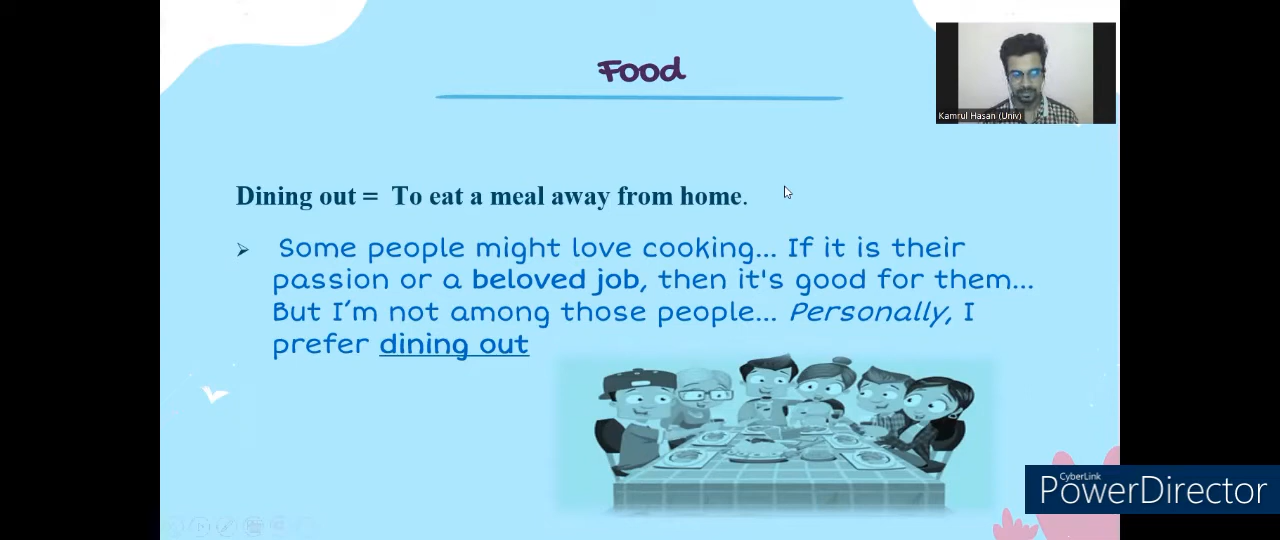 Food
Kamrul Hasan (Univ)
Dining out = To eat a meal away from home.
Some people might love cooking... If it is their
passion or a beloved job, then it's good for them...
But I’m not among those people... Personally, I
prefer dining out
CyberLink
PowerDirector